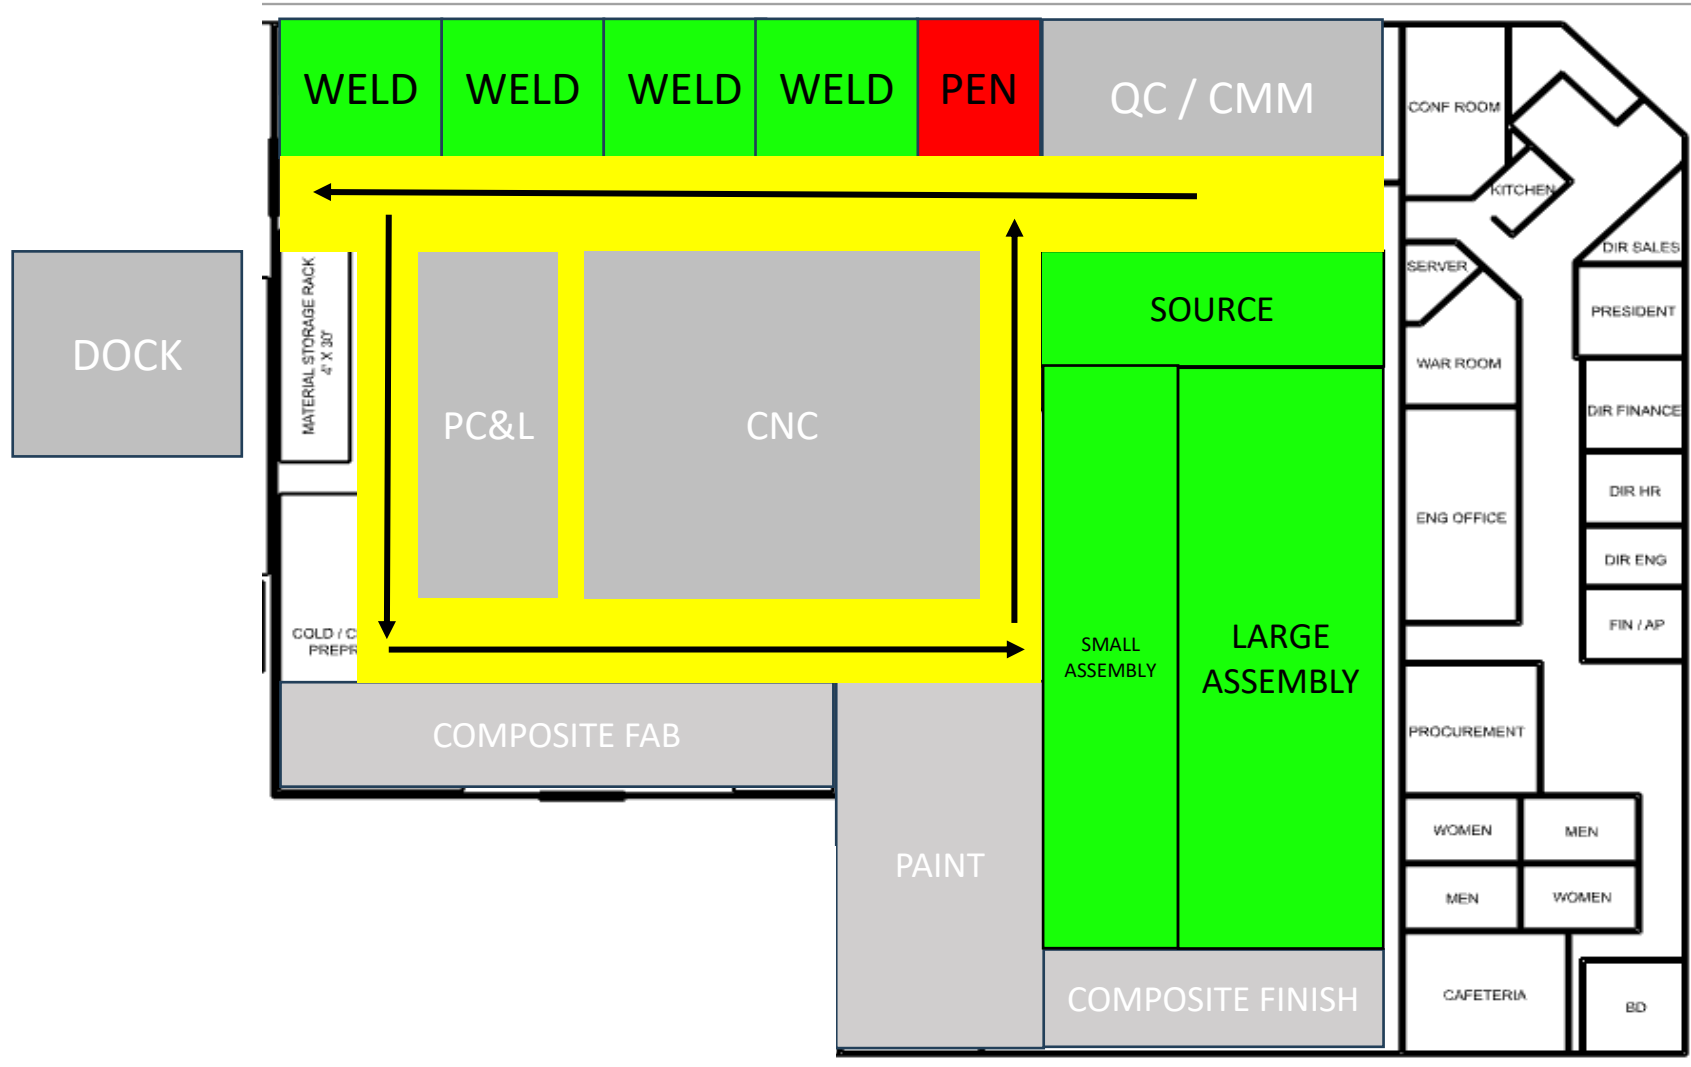 WELD
WELD
WELD
WELD
PEN
QC / CMM
CONF ROOM
KITCHEN
DIR SALES
SERVER
PRESIDENT
WAR ROOM
DIR FINANCE
ENG OFFICE
DIR HR
DIR ENG
FIN / AP
DOCK
MATERIAL STORAGE RACK
4' X 30'
PC&L
CNC
SOURCE
SMALL
ASSEMBLY
LARGE
ASSEMBLY
COLD / C
PREPR
COMPOSITE FAB
PROCUREMENT
PAINT
WOMEN
MEN
MEN
WOMEN
COMPOSITE FINISH
CAFETERIA
BD